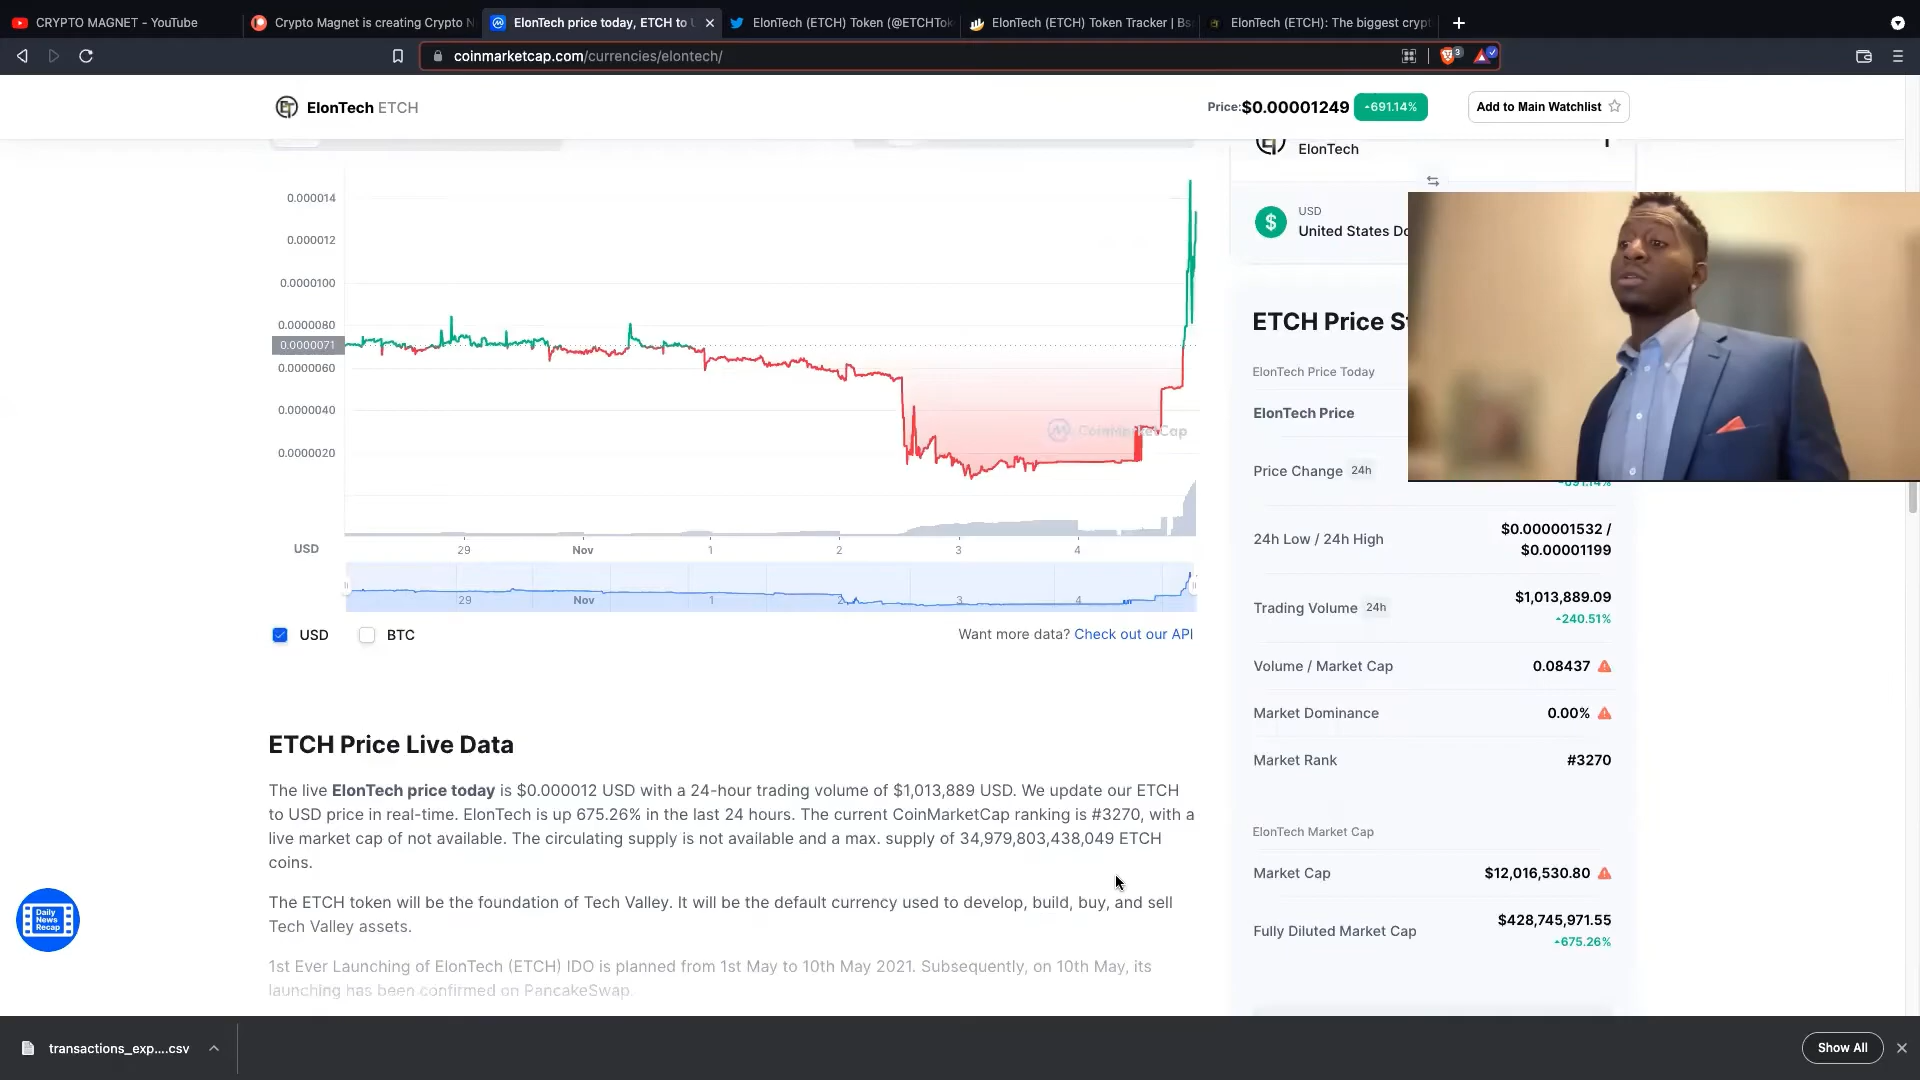 CRYPTO MAGNET - YouTube
Crypto Magnet is creating Crypto N
ElonTech price today, ETCH to U
ElonTech (ETCH) Token (@ETCHTok
ElonTech (ETCH) Token Tracker | Bs
ElonTech (ETCH): The biggest crypt
coinmarketcap.com/currencies/elontech/
3
ElonTech ETCH
Price:$0.00001249
691.14%
Add to Main Watchlist
ElonTech
1
USD
United States Do
0.000014
0.000012
0.0000100
0.0000080
0.0000071
0.0000060
0.0000040
0.0000020
CoinMarketCap
USD
29 Nov 1 2 3 4
29 Nov 1 2 3 4
USD
BTC
Want more data? Check out our API
ETCH Price St
ElonTech Price Today
ElonTech Price
Price Change 24h
691.14%
24h Low / 24h High
$0.000001532 /
$0.00001199
Trading Volume 24h
$1,013,889.09
240.51%
Volume / Market Cap
0.08437
Market Dominance
0.00%
Market Rank
#3270
ElonTech Market Cap
Market Cap
$12,016,530.80
Fully Diluted Market Cap
$428,745,971.55
675.26%
ETCH Price Live Data
The live ElonTech price today is $0.000012 USD with a 24-hour trading volume of $1,013,889 USD. We update our ETCH
to USD price in real-time. ElonTech is up 675.26% in the last 24 hours. The current CoinMarketCap ranking is #3270, with a
live market cap of not available. The circulating supply is not available and a max. supply of 34,979,803,438,049 ETCH
coins.
The ETCH token will be the foundation of Tech Valley. It will be the default currency used to develop, build, buy, and sell
Tech Valley assets.
1st Ever Launching of ElonTech (ETCH) IDO is planned from 1st May to 10th May 2021. Subsequently, on 10th May, its
launching has been confirmed on PancakeSwap.
Daily
News
Recap
transactions_exp....csv
Show All